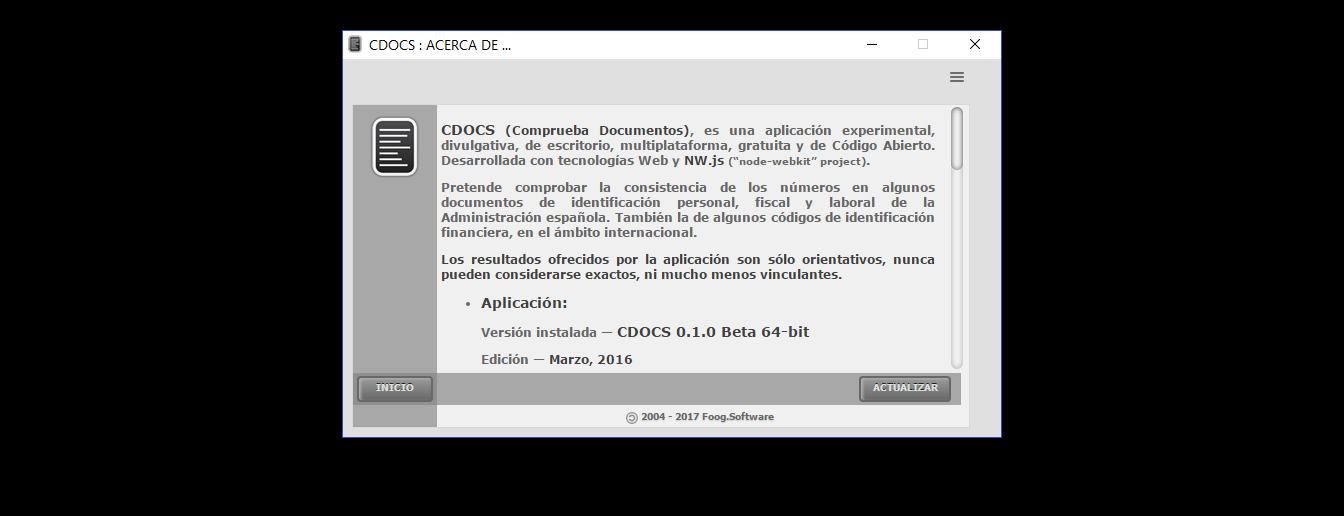 CDOCS : ACERCA DE ...
CDOCS (Comprueba Documentos), es una aplicación experimental,
divulgativa, de escritorio, multiplataforma, gratuita y de Código Abierto.
Desarrollada con tecnologías Web y NW.js (“node-webkit” project).
Pretende comprobar la consistencia de los números en algunos
documentos de identificación personal, fiscal y laboral de la
Administración española. También la de algunos códigos de identificación
financiera, en el ámbito internacional.
Los resultados ofrecidos por la aplicación son sólo orientativos, nunca
pueden considerarse exactos, ni mucho menos vinculantes.
• Aplicación:
Versión instalada — CDOCS 0.1.0 Beta 64-bit
Edición — Marzo, 2016
INICIO
ACTUALIZAR
🄯 2004 - 2017 Foog.Software